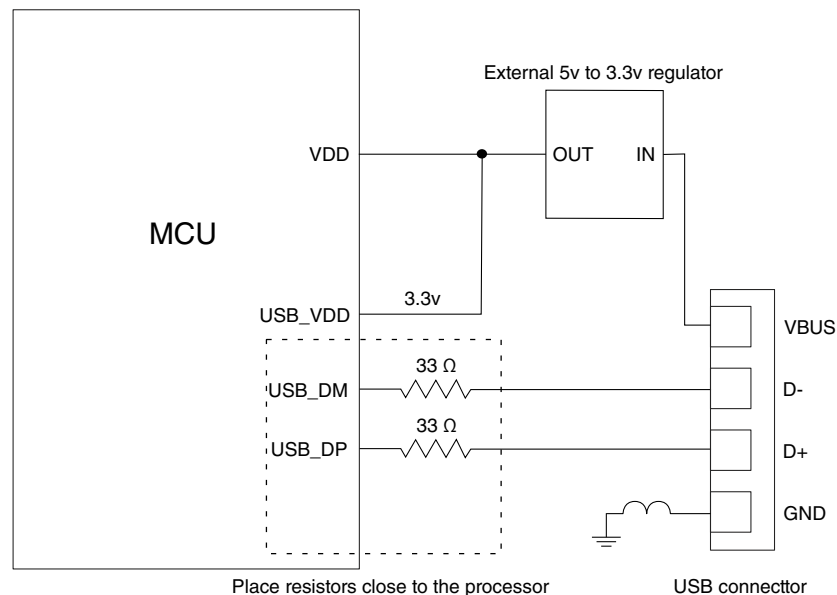 External 5v to 3.3v regulator
VDD
OUT
IN
MCU
3.3v
USB_VDD
VBUS
33 Ω
USB_DM
D-
33 Ω
USB_DP
D+
GND
Place resistors close to the processor
USB connecttor